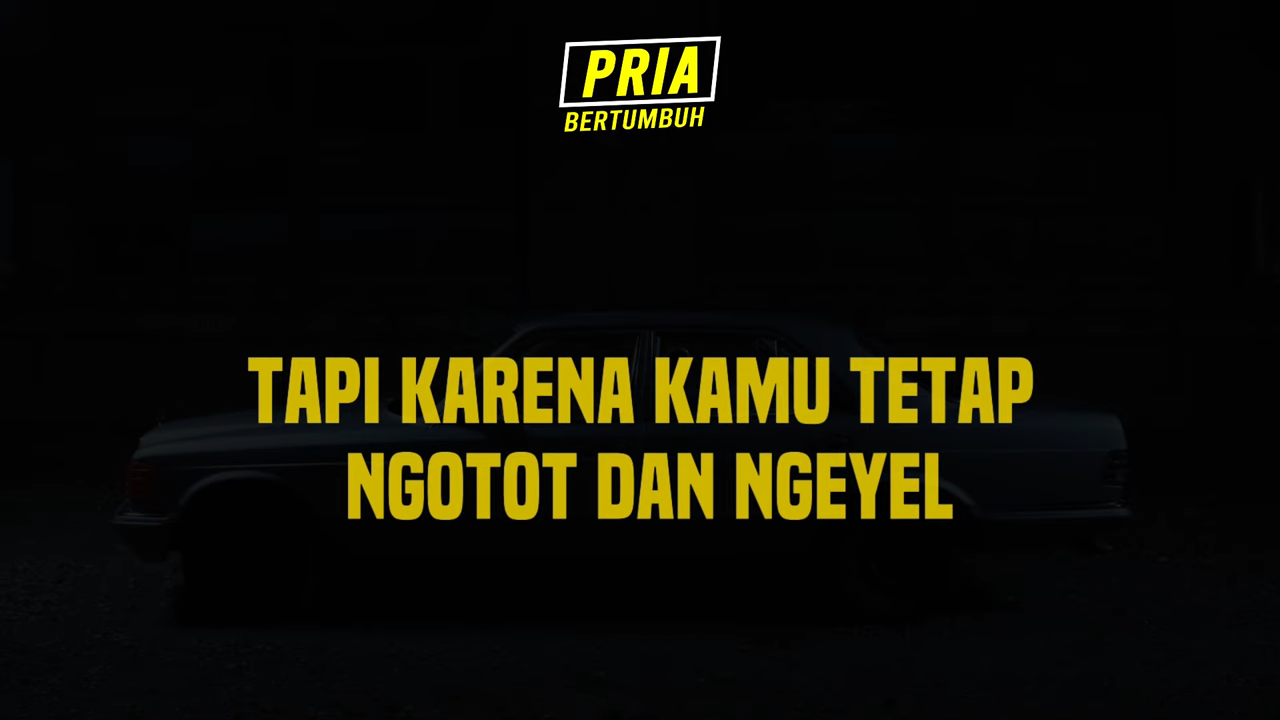 PRIA
BERTUMBUH
TAPI KARENA KAMU TETAP
NGOTOT DAN NGEYEL